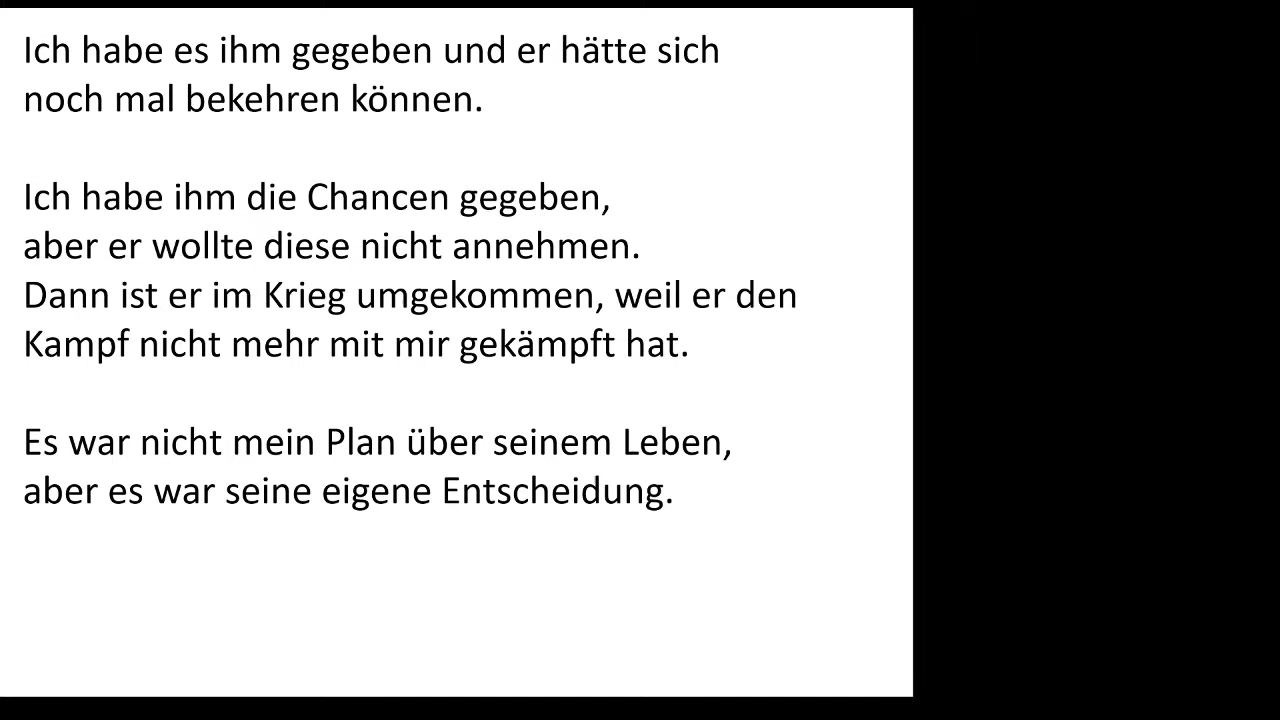 Ich habe es ihm gegeben und er hätte sich
noch mal bekehren können.
Ich habe ihm die Chancen gegeben,
aber er wollte diese nicht annehmen.
Dann ist er im Krieg umgekommen, weil er den
Kampf nicht mehr mit mir gekämpft hat.
Es war nicht mein Plan über seinem Leben,
aber es war seine eigene Entscheidung.